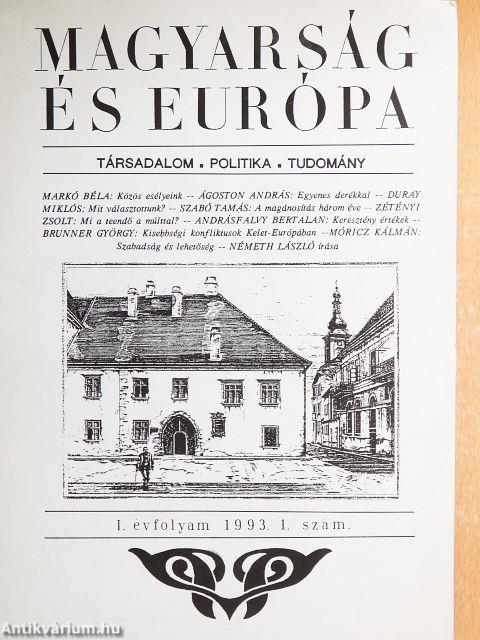 MAGYARSÁG
ÉS EURÓPA
TÁRSADALOM . POLITIKA . TUDOMÁNY
MARKÓ BÉLA: Közös esélyeink -- ÁGOSTON ANDRÁS: Egyenes derékkal -- DURAY
MIKLÓS: Mit választottunk? -- SZABÓ TAMÁS: A magánosítás három éve -- ZÉTÉNYI
ZSOLT: Mi a teendő a múlttal? -- ANDRÁSFALVY BERTALAN: Keresztény értékek --
BRUNNER GYÖRGY: Kisebbségi konfliktusok Kelet-Európában --MÓRICZ KÁLMÁN:
Szabadság és lehetőség -- NÉMETH LÁSZLÓ írása
I. évfolyam 1993. 1. szám.
Antikvárium.hu